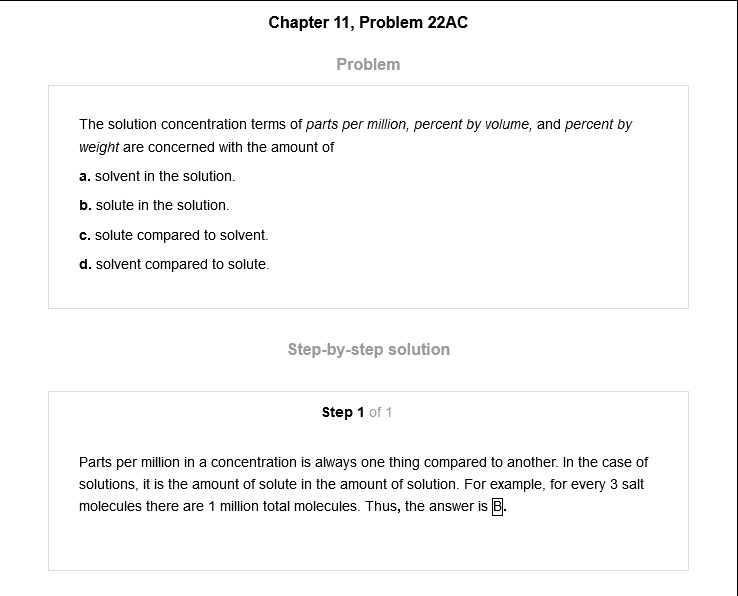 Chapter 11, Problem 22AC
Problem
The solution concentration terms of parts per million, percent by volume, and percent by
weight are concerned with the amount of
a. solvent in the solution.
b. solute in the solution.
c. solute compared to solvent.
d. solvent compared to solute.
Step-by-step solution
Step 1 of 1
Parts per million in a concentration is always one thing compared to another. In the case of
solutions, it is the amount of solute in the amount of solution. For example, for every 3 salt
molecules there are 1 million total molecules. Thus, the answer is B.